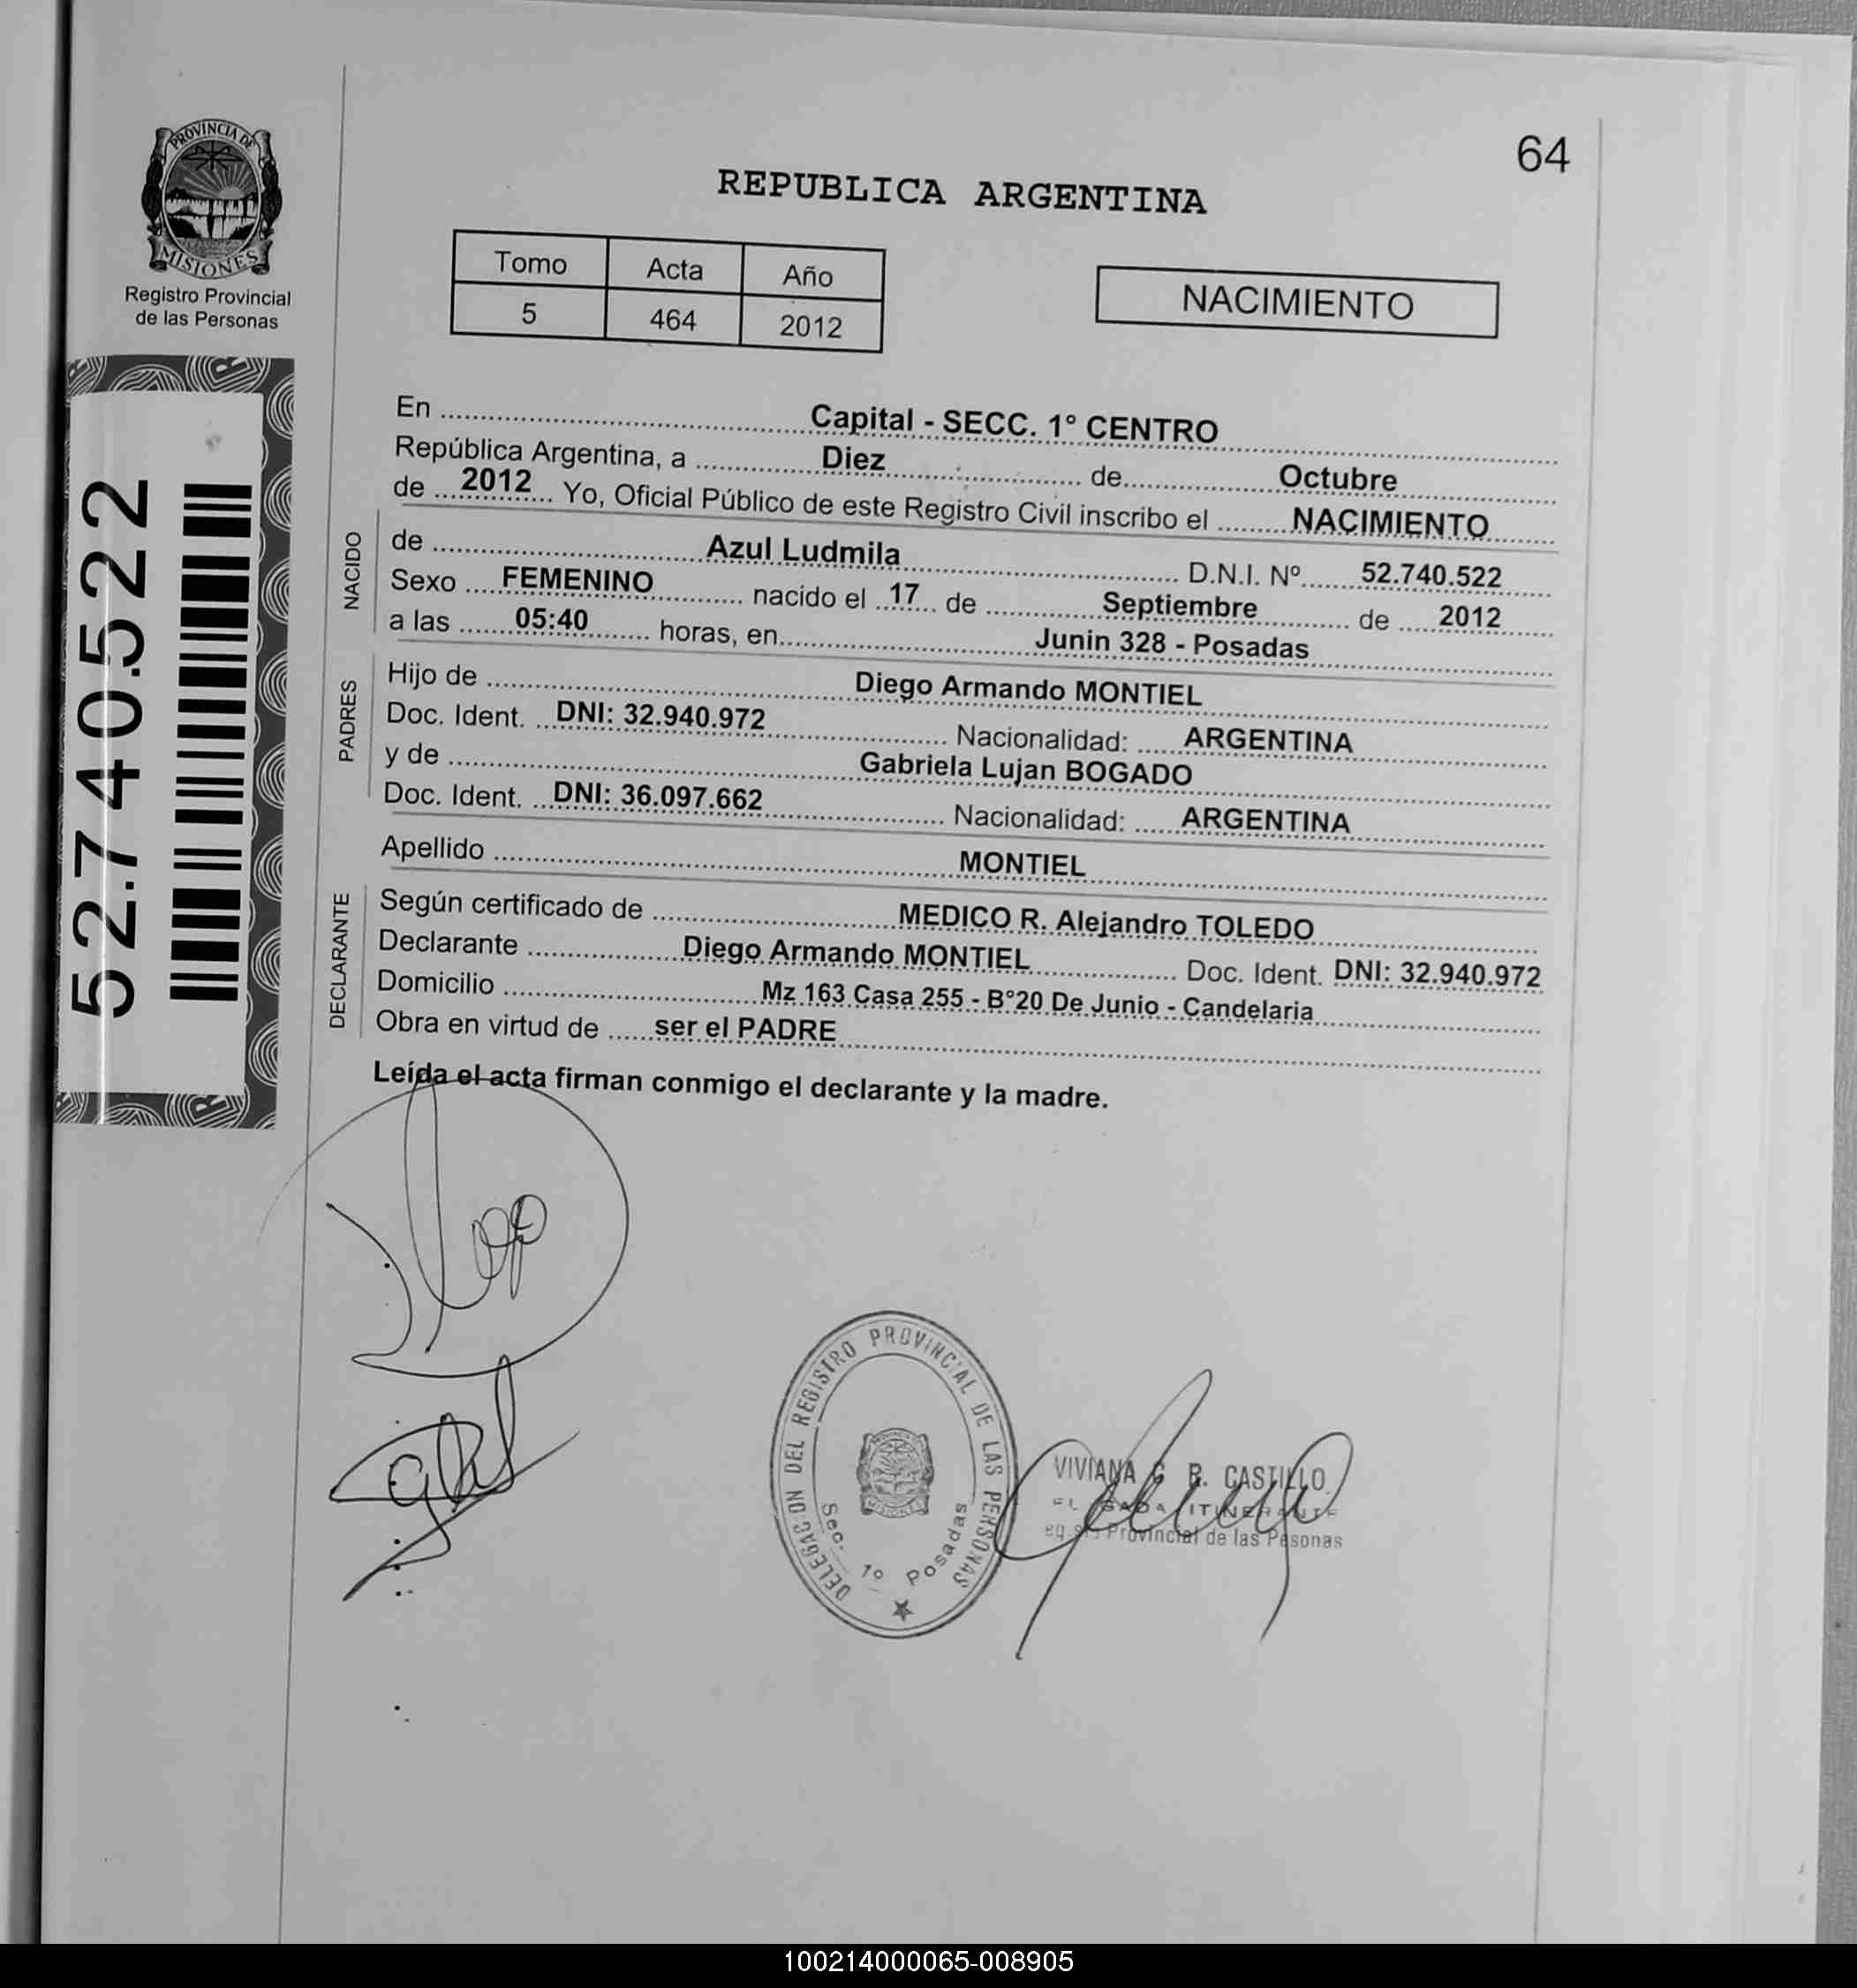 PROVINCIA DE
MISIONES
Registro Provincial
de las Personas
52.740.522
64
REPUBLICA ARGENTINA
Tomo Acta Año
5 464 2012
NACIMIENTO
En Capital - SECC. 1° CENTRO
República Argentina, a Diez de Octubre
de 2012 Yo, Oficial Público de este Registro Civil inscribo el NACIMIENTO
NACIDO
de Azul Ludmila D.N.I. Nº 52.740.522
Sexo FEMENINO nacido el 17 de Septiembre de 2012
a las 05:40 horas, en Junin 328 - Posadas
PADRES
Hijo de Diego Armando MONTIEL
Doc. Ident. DNI: 32.940.972 Nacionalidad: ARGENTINA
y de Gabriela Lujan BOGADO
Doc. Ident. DNI: 36.097.662 Nacionalidad: ARGENTINA
Apellido MONTIEL
DECLARANTE
Según certificado de MEDICO R. Alejandro TOLEDO
Declarante Diego Armando MONTIEL Doc. Ident. DNI: 32.940.972
Domicilio Mz 163 Casa 255 - B°20 De Junio - Candelaria
Obra en virtud de ser el PADRE
Leída el acta firman conmigo el declarante y la madre.
DELEGACION DEL REGISTRO PROVINCIAL DE LAS PERSONAS
Sec. 1º Posadas
VIVIANA G R. CASTILLO
ITINERANTE
Provincial de las Pesonas
100214000065-008905